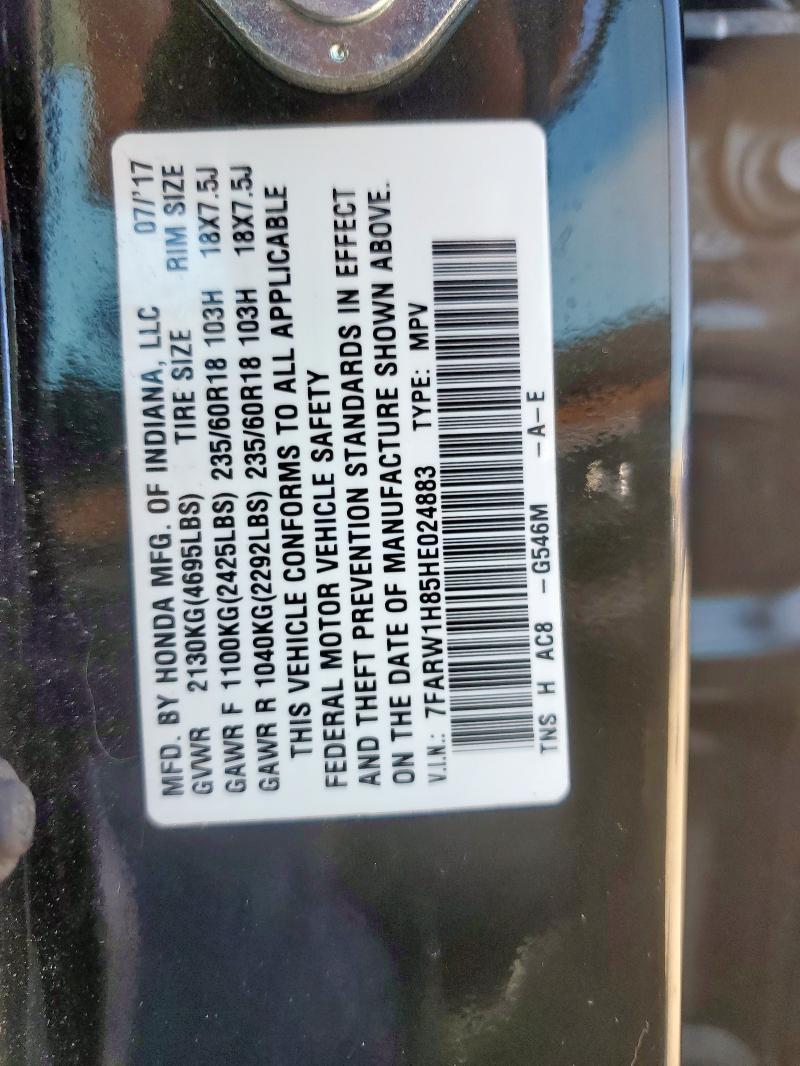 MFD. BY HONDA MFG. OF INDIANA, LLC 07/'17
GVWR 2130KG(4695LBS) TIRE SIZE RIM SIZE
GAWR F 1100KG(2425LBS) 235/60R18 103H 18X7.5J
GAWR R 1040KG(2292LBS) 235/60R18 103H 18X7.5J
THIS VEHICLE CONFORMS TO ALL APPLICABLE
FEDERAL MOTOR VEHICLE SAFETY
AND THEFT PREVENTION STANDARDS IN EFFECT
ON THE DATE OF MANUFACTURE SHOWN ABOVE.
V.I.N.: 7FARW1H85HE024883 TYPE: MPV
TNS H AC8 -G546M -A-E